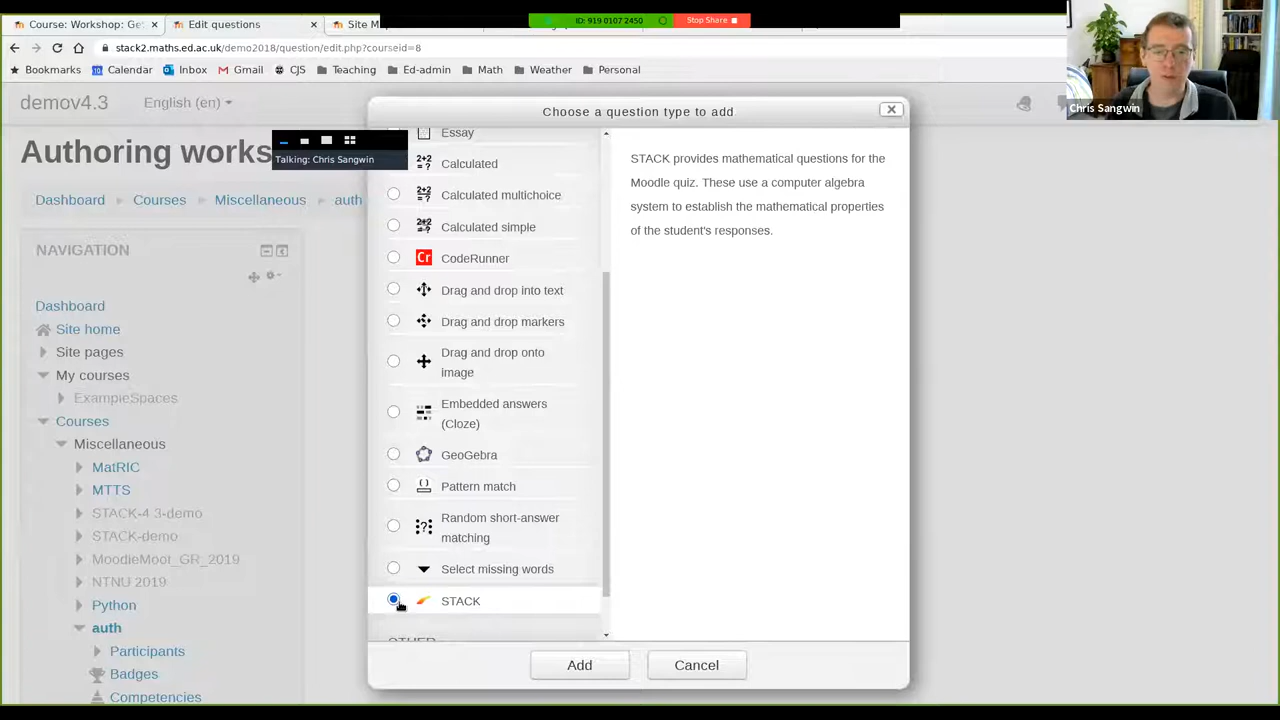 Course: Workshop: Ge
Edit questions
Site M
ID: 919 0107 2450
Stop Share
stack2.maths.ed.ac.uk/demo2018/question/edit.php?courseid=8
Bookmarks
Calendar
Inbox
Gmail
CJS
Teaching
Ed-admin
Math
Weather
Personal
Chris Sangwin
demov4.3
English (en)
Talking: Chris Sangwin
Authoring works
Dashboard
Courses
Miscellaneous
auth
NAVIGATION
Dashboard
Site home
Site pages
My courses
ExampleSpaces
Courses
Miscellaneous
MatRIC
MTTS
STACK-4 3-demo
STACK-demo
MoodleMoot_GR_2019
NTNU 2019
Python
auth
Participants
Badges
Competencies
Choose a question type to add
Essay
Calculated
Calculated multichoice
Calculated simple
Cr CodeRunner
Drag and drop into text
Drag and drop markers
Drag and drop onto
image
Embedded answers
(Cloze)
GeoGebra
Pattern match
Random short-answer
matching
Select missing words
STACK
OTHER
STACK provides mathematical questions for the
Moodle quiz. These use a computer algebra
system to establish the mathematical properties
of the student's responses.
Add
Cancel